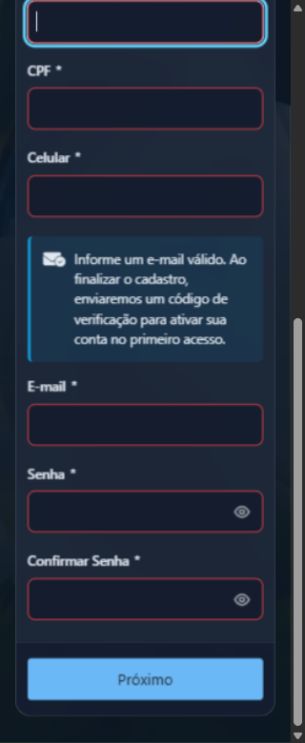 CPF *
Celular *
Informe um e-mail válido. Ao
finalizar o cadastro,
enviaremos um código de
verificação para ativar sua
conta no primeiro acesso.
E-mail *
Senha *
Confirmar Senha *
Próximo